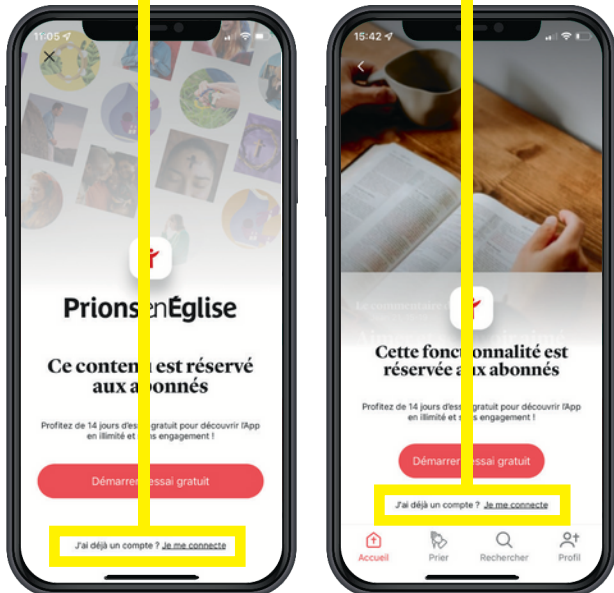 11:05
PrionsenÉglise
Ce contenu est réservé
aux abonnés
Profitez de 14 jours d'essai gratuit pour découvrir l'App
en illimité et sans engagement !
Démarrer l'essai gratuit
J'ai déjà un compte ? Je me connecte
15:42
Le commentaire
Cette fonctionnalité est
réservée aux abonnés
Profitez de 14 jours d'essai gratuit pour découvrir l'App
en illimité et sans engagement !
Démarrer l'essai gratuit
J'ai déjà un compte ? Je me connecte
Accueil
Prier
Rechercher
Profil